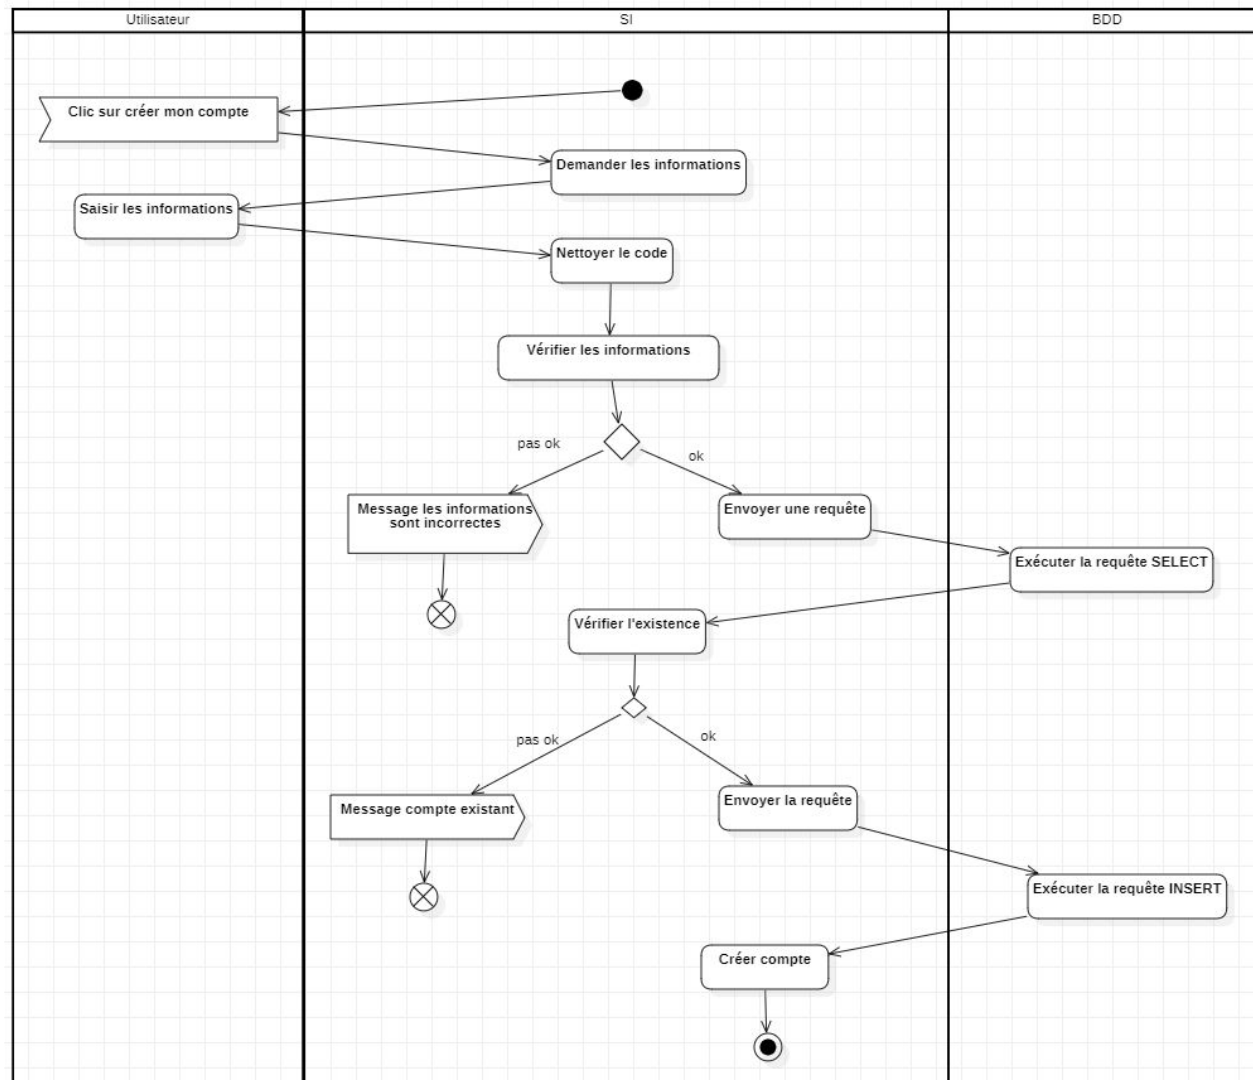 Utilisateur
SI
BDD
Clic sur créer mon compte
Demander les informations
Saisir les informations
Nettoyer le code
Vérifier les informations
pas ok
ok
Message les informations
sont incorrectes
Envoyer une requête
Exécuter la requête SELECT
Vérifier l'existence
pas ok
ok
Message compte existant
Envoyer la requête
Exécuter la requête INSERT
Créer compte